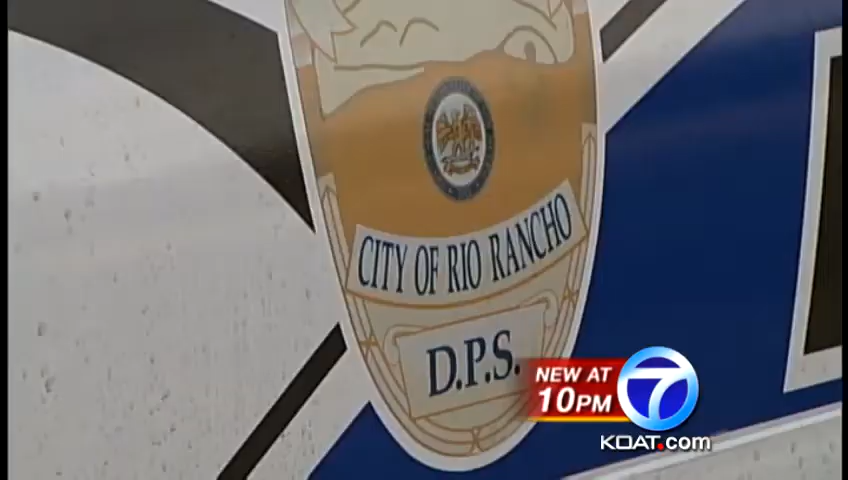 CITY OF RIO RANCHO
D.P.S.
NEW AT
10PM
7
KOAT.com